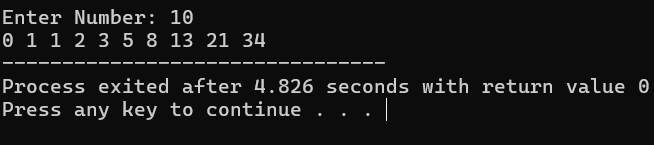 Enter Number: 10
0 1 1 2 3 5 8 13 21 34
--------------------------------
Process exited after 4.826 seconds with return value 0
Press any key to continue . . .